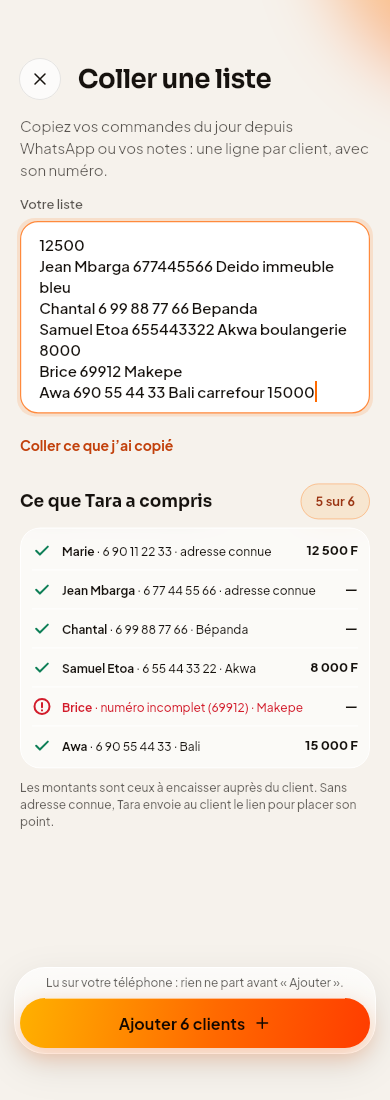 Coller une liste
Copiez vos commandes du jour depuis
WhatsApp ou vos notes : une ligne par client, avec
son numéro.
Votre liste
12500
Jean Mbarga 677445566 Deido immeuble
bleu
Chantal 6 99 88 77 66 Bepanda
Samuel Etoa 655443322 Akwa boulangerie
8000
Brice 69912 Makepe
Awa 690 55 44 33 Bali carrefour 15000
Coller ce que j’ai copié
Ce que Tara a compris
5 sur 6
Marie · 6 90 11 22 33 · adresse connue 12 500 F
Jean Mbarga · 6 77 44 55 66 · adresse connue —
Chantal · 6 99 88 77 66 · Bépanda —
Samuel Etoa · 6 55 44 33 22 · Akwa 8 000 F
Brice · numéro incomplet (69912) · Makepe —
Awa · 6 90 55 44 33 · Bali 15 000 F
Les montants sont ceux à encaisser auprès du client. Sans
adresse connue, Tara envoie au client le lien pour placer son
point.
Lu sur votre téléphone : rien ne part avant « Ajouter ».
Ajouter 6 clients +